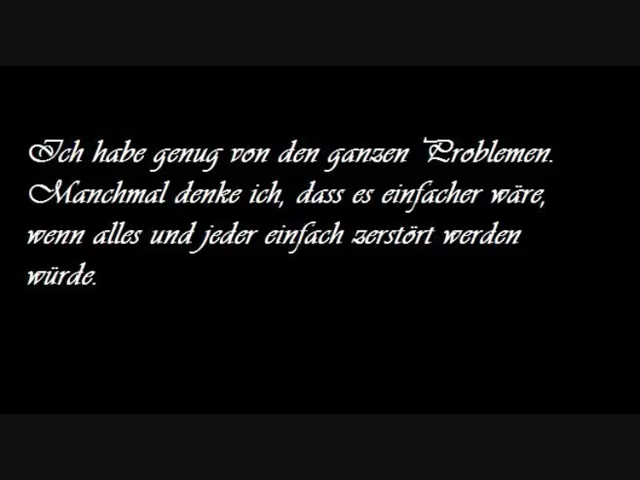 Ich habe genug von den ganzen Problemen.
Manchmal denke ich, dass es einfacher wäre,
wenn alles und jeder einfach zerstört werden
würde.